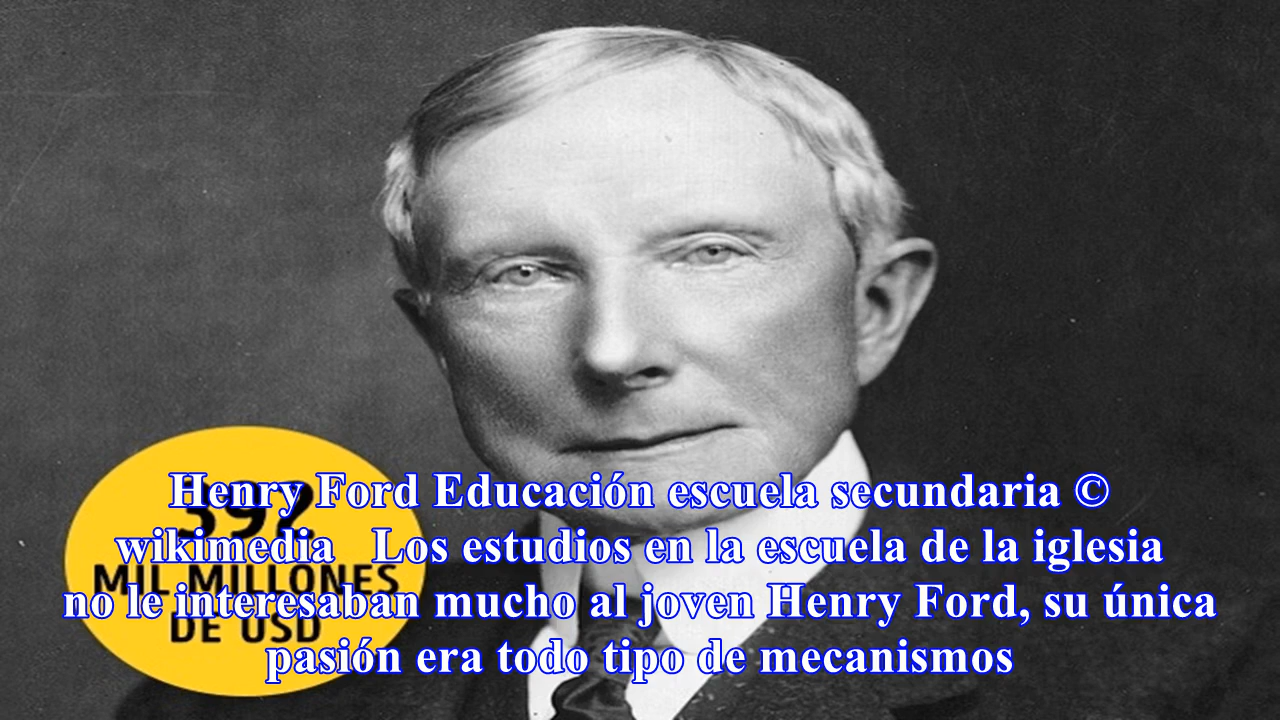 Henry Ford Educación escuela secundaria ©
wikimedia Los estudios en la escuela de la iglesia
no le interesaban mucho al joven Henry Ford, su única
pasión era todo tipo de mecanismos
MIL MILLONES
DE USD